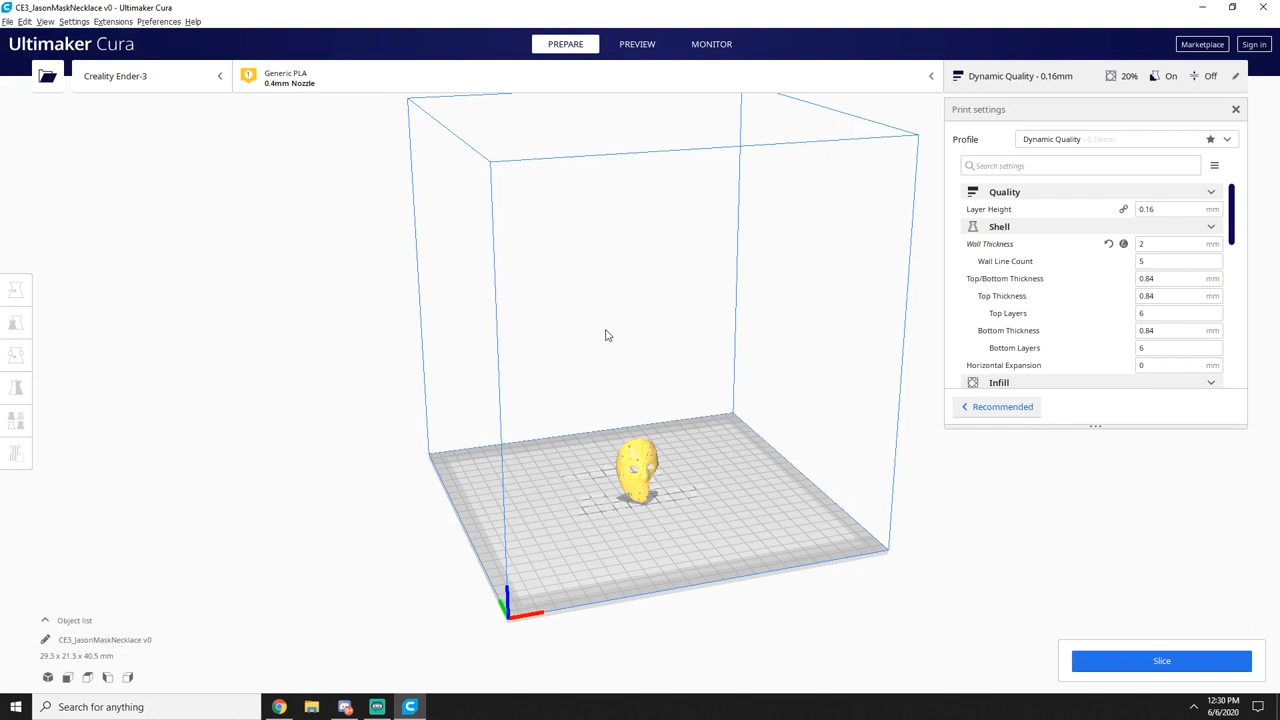 CE3_JasonMaskNecklace v0 - Ultimaker Cura
File Edit View Settings Extensions Preferences Help
Ultimaker Cura
PREPARE
PREVIEW
MONITOR
Marketplace
Sign in
Creality Ender-3
1
Generic PLA
0.4mm Nozzle
Dynamic Quality - 0.16mm
20%
On
Off
Print settings
Profile
Dynamic Quality - 0.16mm
Search settings
Quality
Layer Height 0.16 mm
Shell
Wall Thickness 2 mm
Wall Line Count 5
Top/Bottom Thickness 0.84 mm
Top Thickness 0.84 mm
Top Layers 6
Bottom Thickness 0.84 mm
Bottom Layers 6
Horizontal Expansion 0 mm
Infill
Recommended
Object list
CE3_JasonMaskNecklace v0
29.3 x 21.3 x 40.5 mm
Slice
Search for anything
12:30 PM
6/6/2020